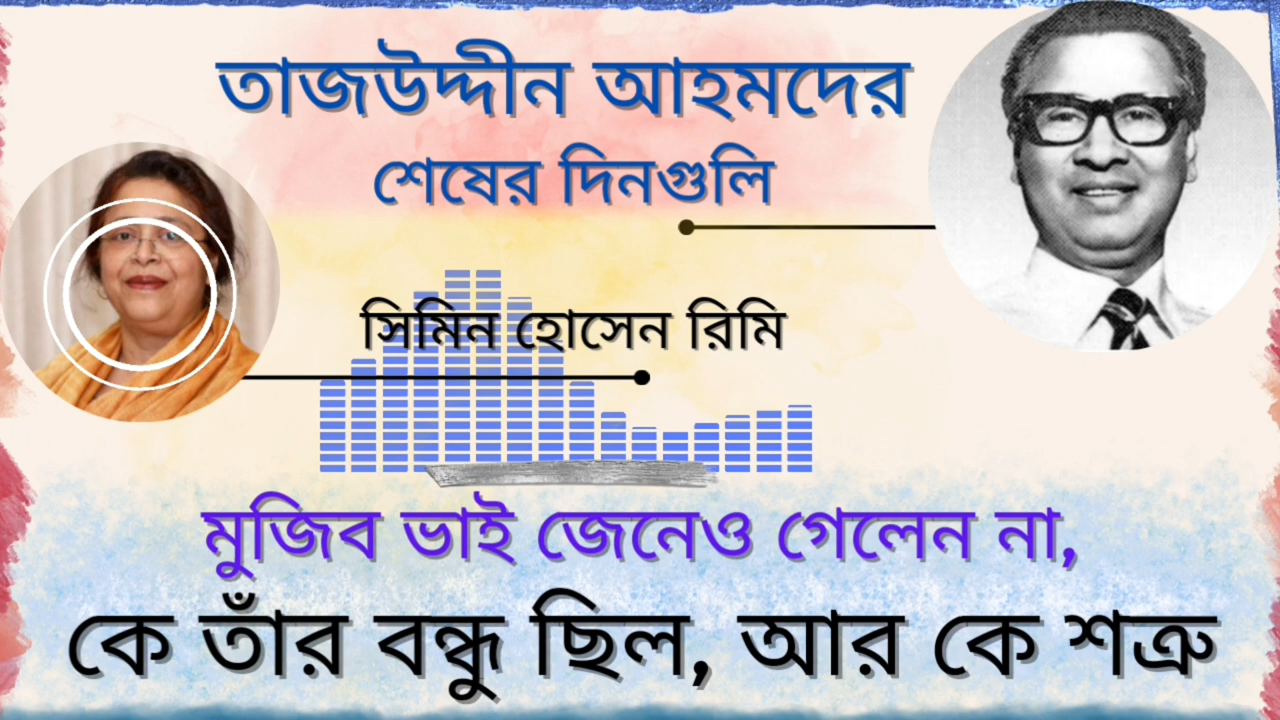 তাজউদ্দীন আহমদের
শেষের দিনগুলি
সিমিন হোসেন রিমি
মুজিব ভাই জেনেও গেলেন না,
কে তাঁর বন্ধু ছিল, আর কে শত্রু